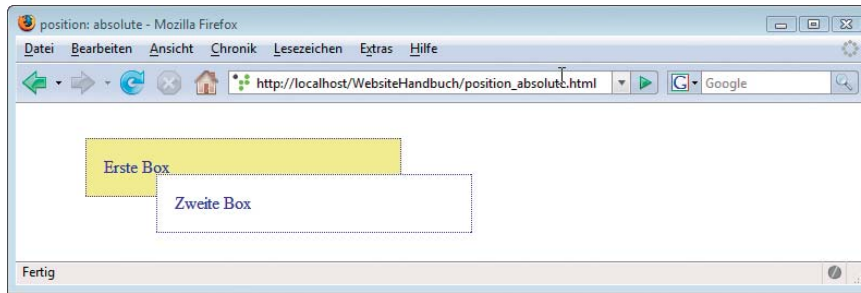 position: absolute - Mozilla Firefox
Datei Bearbeiten Ansicht Chronik Lesezeichen Extras Hilfe
http://localhost/WebsiteHandbuch/position_absolute.html G Google
Erste Box
Zweite Box
Fertig